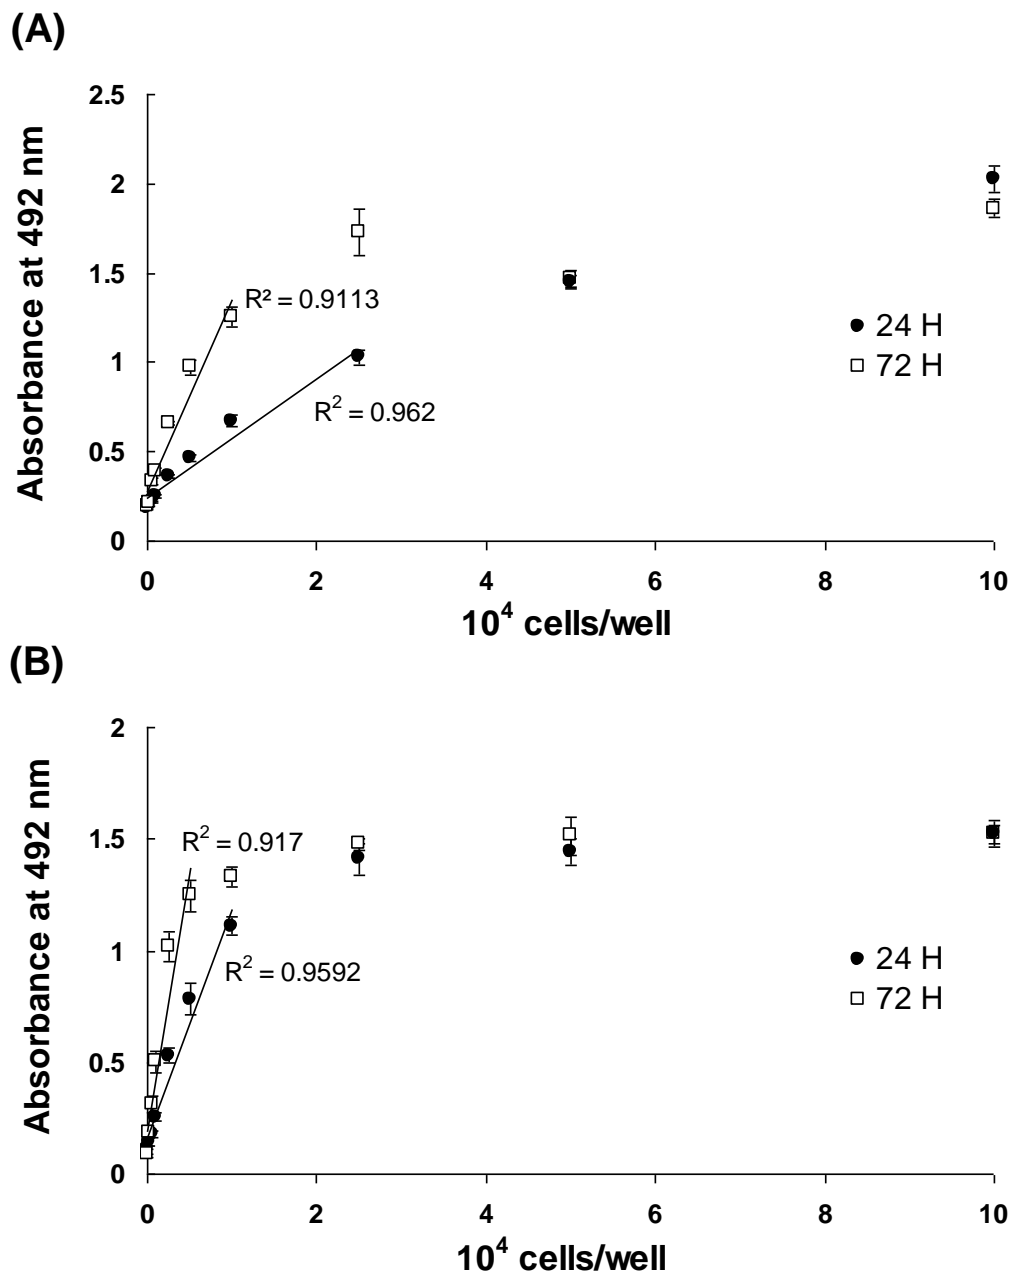 (A)
Absorbance at 492 nm
2.5
2
1.5
1
0.5
0
R² = 0.9113
R² = 0.962
24 H
72 H
0 2 4 6 8 10
10⁴ cells/well
(B)
Absorbance at 492 nm
2
1.5
1
0.5
0
R² = 0.917
R² = 0.9592
24 H
72 H
0 2 4 6 8 10
10⁴ cells/well